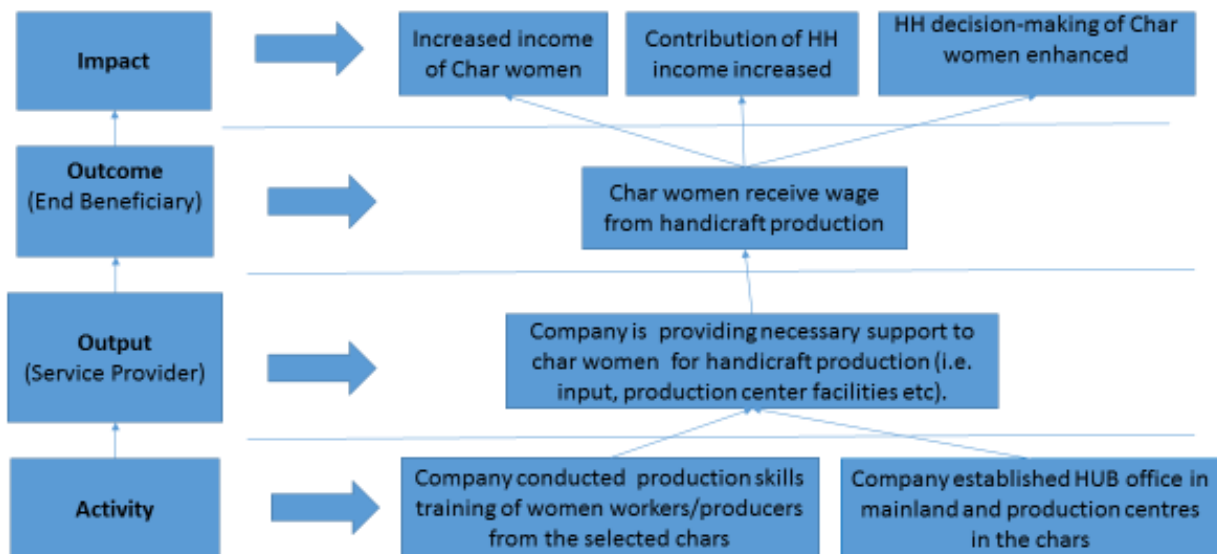 Impact
Increased income
of Char women
Contribution of HH
income increased
HH decision-making of Char
women enhanced
Outcome
(End Beneficiary)
Char women receive wage
from handicraft production
Output
(Service Provider)
Company is providing necessary support to
char women for handicraft production (i.e.
input, production center facilities etc).
Activity
Company conducted production skills
training of women workers/producers
from the selected chars
Company established HUB office in
mainland and production centres
in the chars